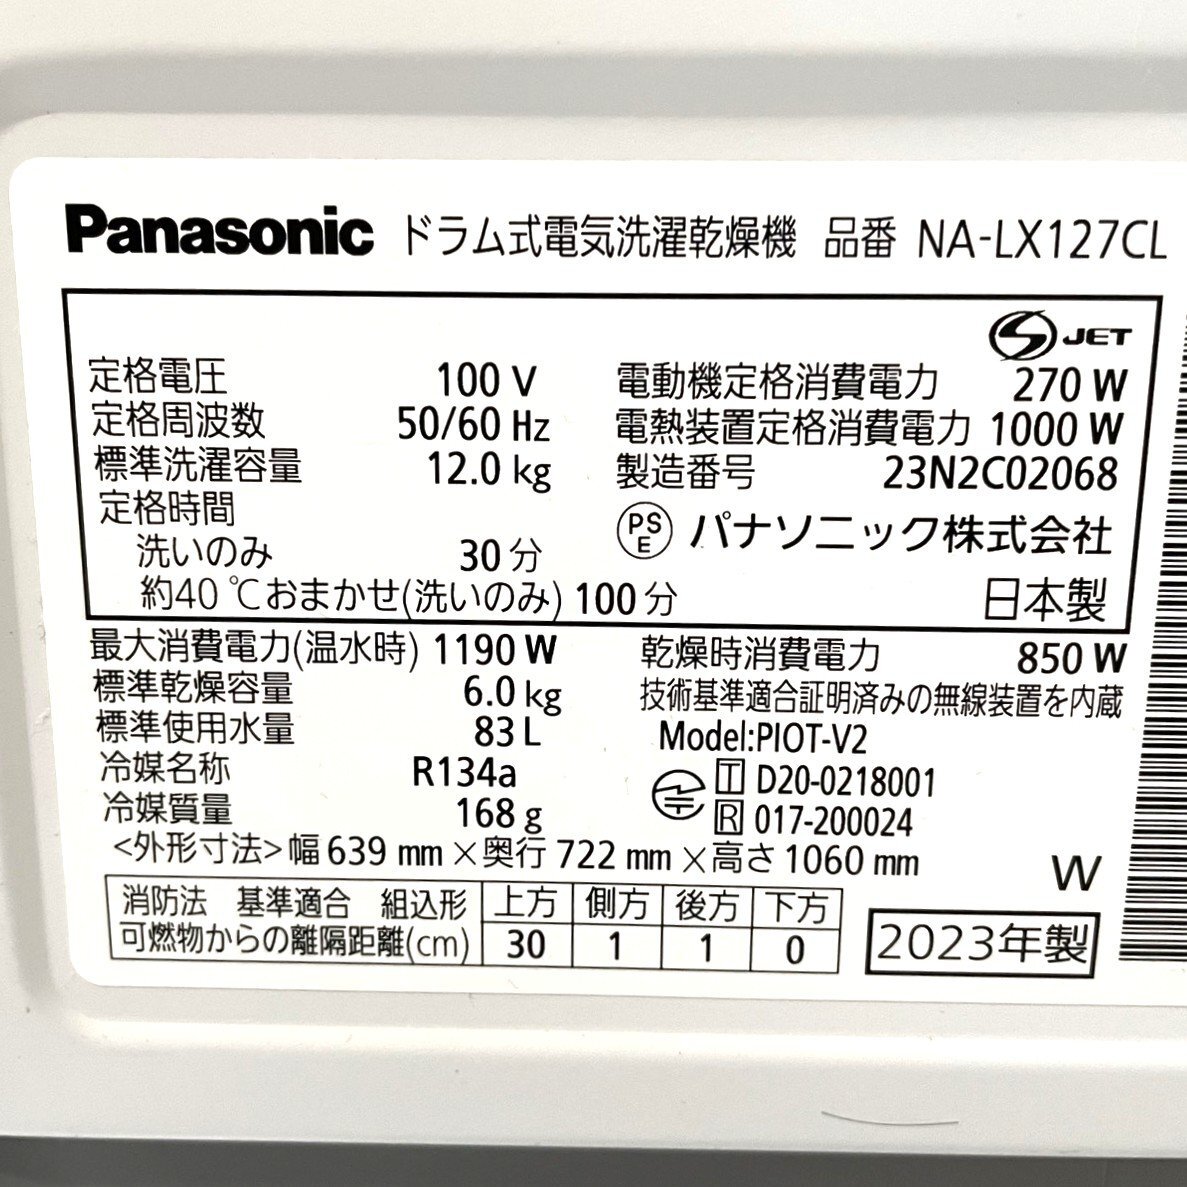 Panasonic ドラム式電気洗濯乾燥機 品番 NA-LX127CL
JET
定格電圧 100 V
定格周波数 50/60 Hz
標準洗濯容量 12.0 kg
定格時間
洗いのみ 30 分
約40 ℃おまかせ(洗いのみ) 100 分
電動機定格消費電力 270 W
電熱装置定格消費電力 1000 W
製造番号 23N2C02068
PS
E
パナソニック株式会社
日本製
最大消費電力(温水時) 1190 W
標準乾燥容量 6.0 kg
標準使用水量 83 L
冷媒名称 R134a
冷媒質量 168 g
乾燥時消費電力 850 W
技術基準適合証明済みの無線装置を内蔵
Model:PIOT-V2
T D20-0218001
R 017-200024
<外形寸法>幅 639 mm × 奥行 722 mm × 高さ 1060 mm
W
消防法 基準適合 組込形 上方 側方 後方 下方
可燃物からの離隔距離(cm) 30 1 1 0
2023年製